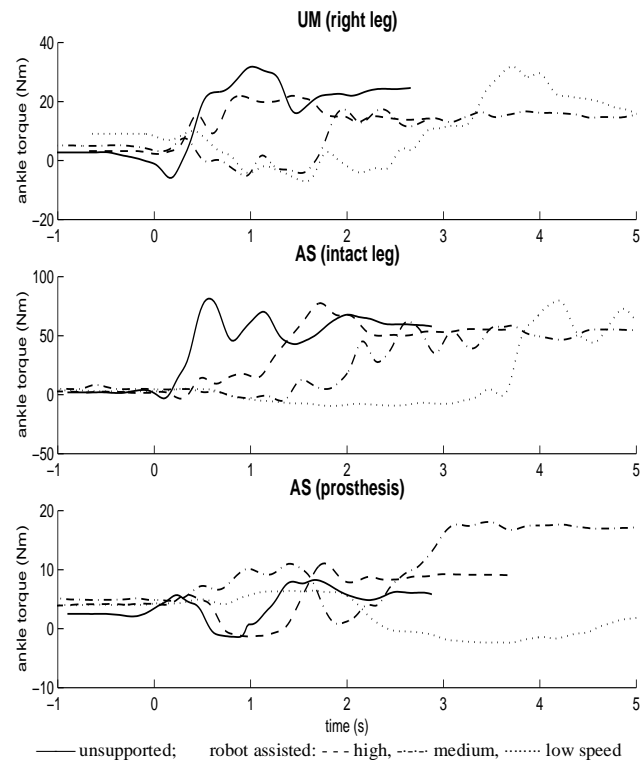 UM (right leg)
ankle torque (Nm)
40
20
0
−20
−1 0 1 2 3 4 5
AS (intact leg)
ankle torque (Nm)
100
50
0
−50
−1 0 1 2 3 4 5
AS (prosthesis)
ankle torque (Nm)
20
10
0
−10
−1 0 1 2 3 4 5
time (s)
unsupported; robot assisted: high, medium, low speed